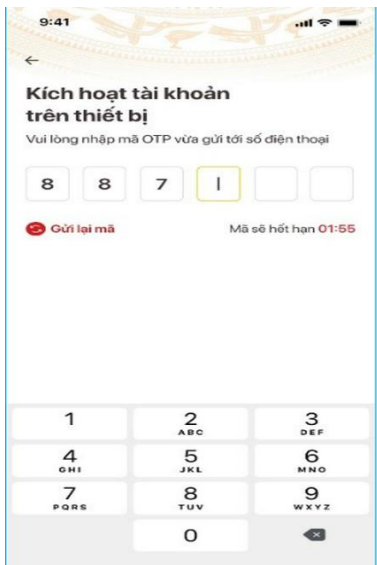 9:41
Kích hoạt tài khoản
trên thiết bị
Vui lòng nhập mã OTP vừa gửi tới số điện thoại
8 8 7
Gửi lại mã Mã sẽ hết hạn 01:55
1 2 3
ABC DEF
4 5 6
GHI JKL MNO
7 8 9
PQRS TUV WXYZ
0